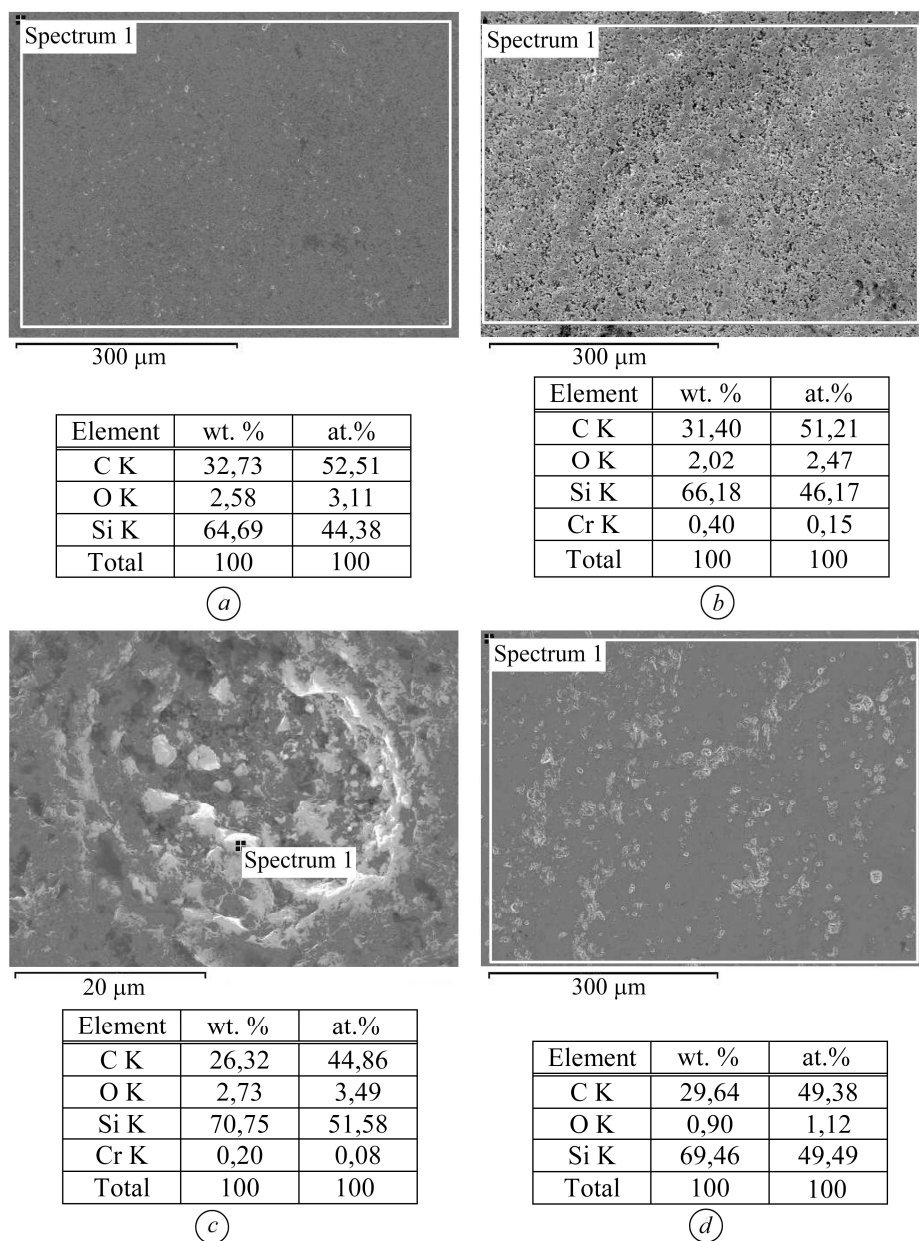 Spectrum 1
300 μm
Element wt. % at.%
C K 32,73 52,51
O K 2,58 3,11
Si K 64,69 44,38
Total 100 100
a
Spectrum 1
300 μm
Element wt. % at.%
C K 31,40 51,21
O K 2,02 2,47
Si K 66,18 46,17
Cr K 0,40 0,15
Total 100 100
b
Spectrum 1
20 μm
Element wt. % at.%
C K 26,32 44,86
O K 2,73 3,49
Si K 70,75 51,58
Cr K 0,20 0,08
Total 100 100
c
Spectrum 1
300 μm
Element wt. % at.%
C K 29,64 49,38
O K 0,90 1,12
Si K 69,46 49,49
Total 100 100
d